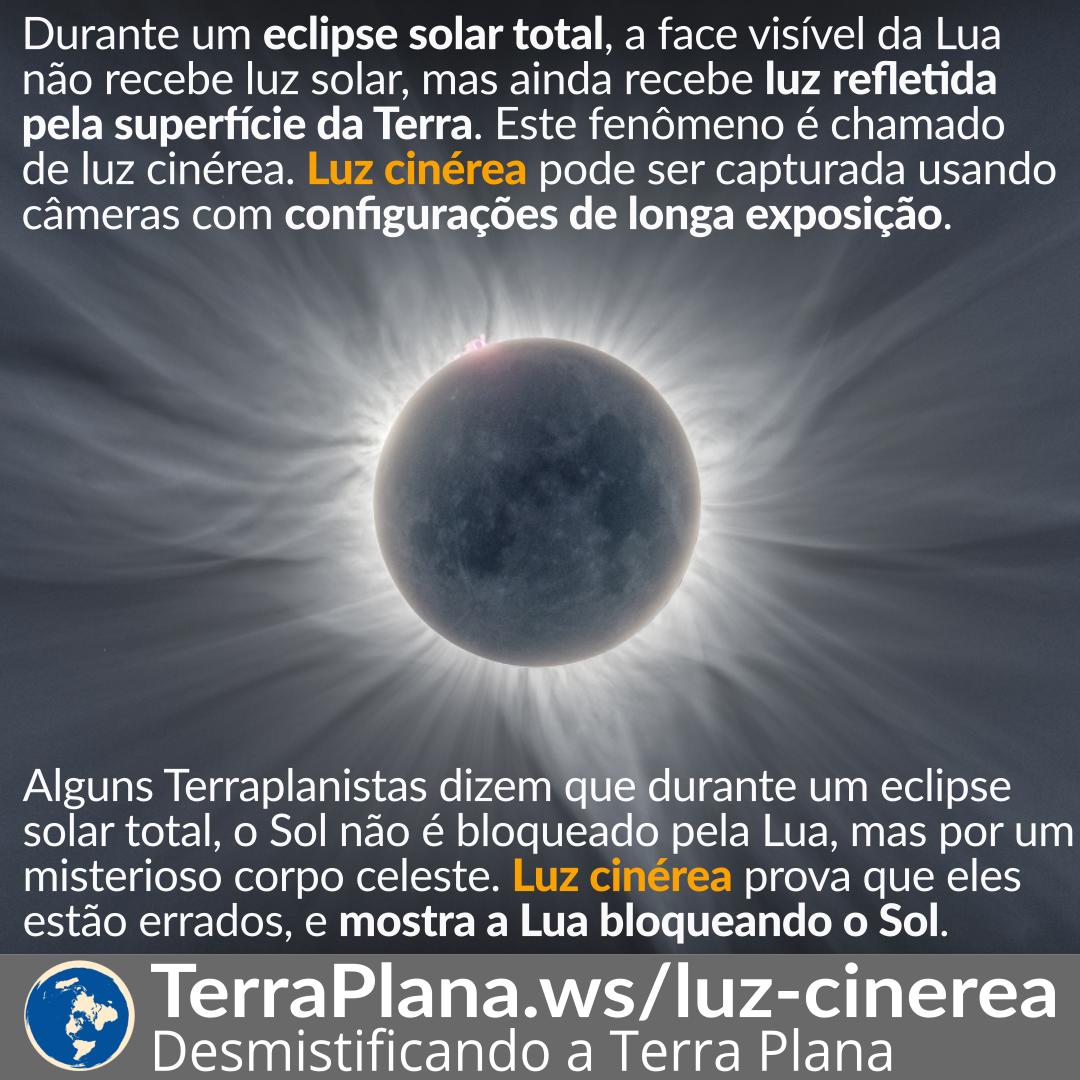 Durante um eclipse solar total, a face visível da Lua
não recebe luz solar, mas ainda recebe luz refletida
pela superfície da Terra. Este fenômeno é chamado
de luz cinérea. Luz cinérea pode ser capturada usando
câmeras com configurações de longa exposição.
Alguns Terraplanistas dizem que durante um eclipse
solar total, o Sol não é bloqueado pela Lua, mas por um
misterioso corpo celeste. Luz cinérea prova que eles
estão errados, e mostra a Lua bloqueando o Sol.
TerraPlana.ws/luz-cinerea
Desmistificando a Terra Plana